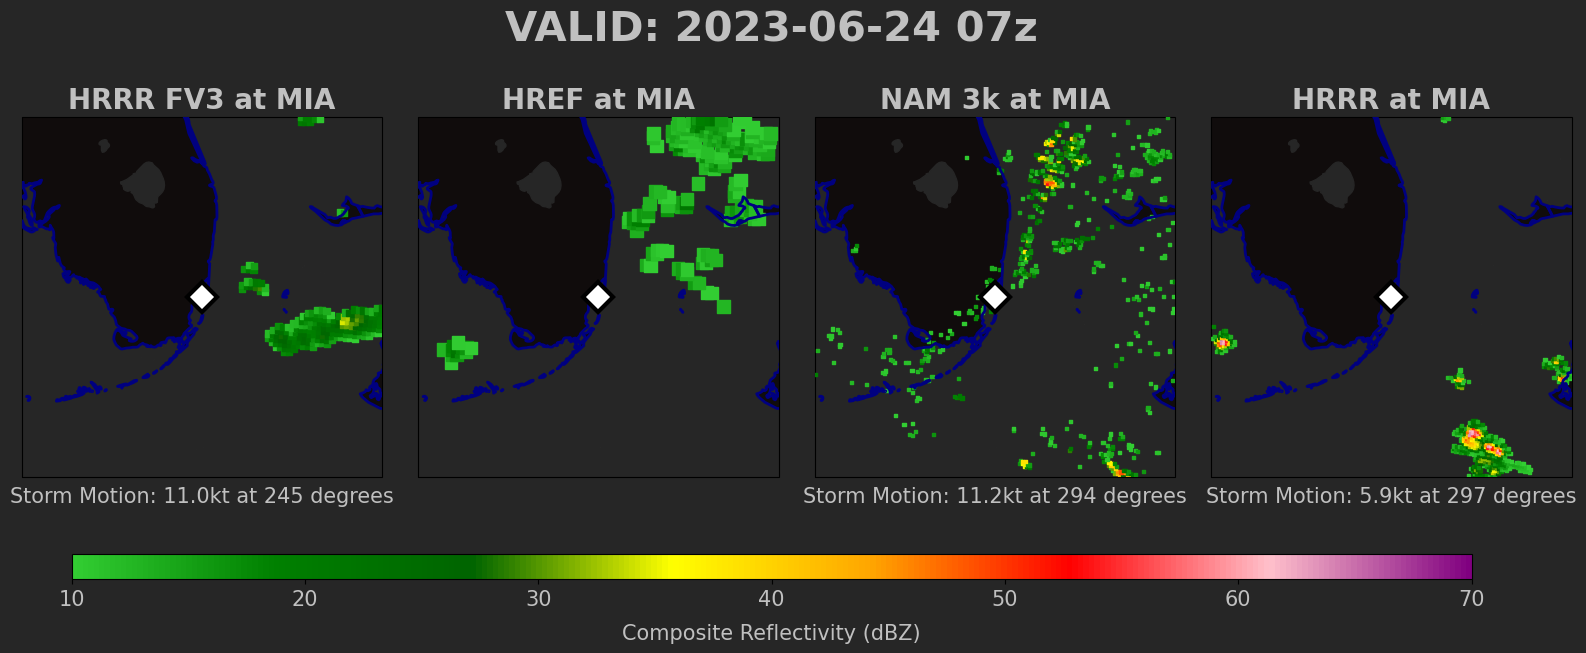 VALID: 2023-06-24 07z
HRRR FV3 at MIA
HREF at MIA
NAM 3k at MIA
HRRR at MIA
Storm Motion: 11.0kt at 245 degrees
Storm Motion: 11.2kt at 294 degrees
Storm Motion: 5.9kt at 297 degrees
10 20 30 40 50 60 70
Composite Reflectivity (dBZ)